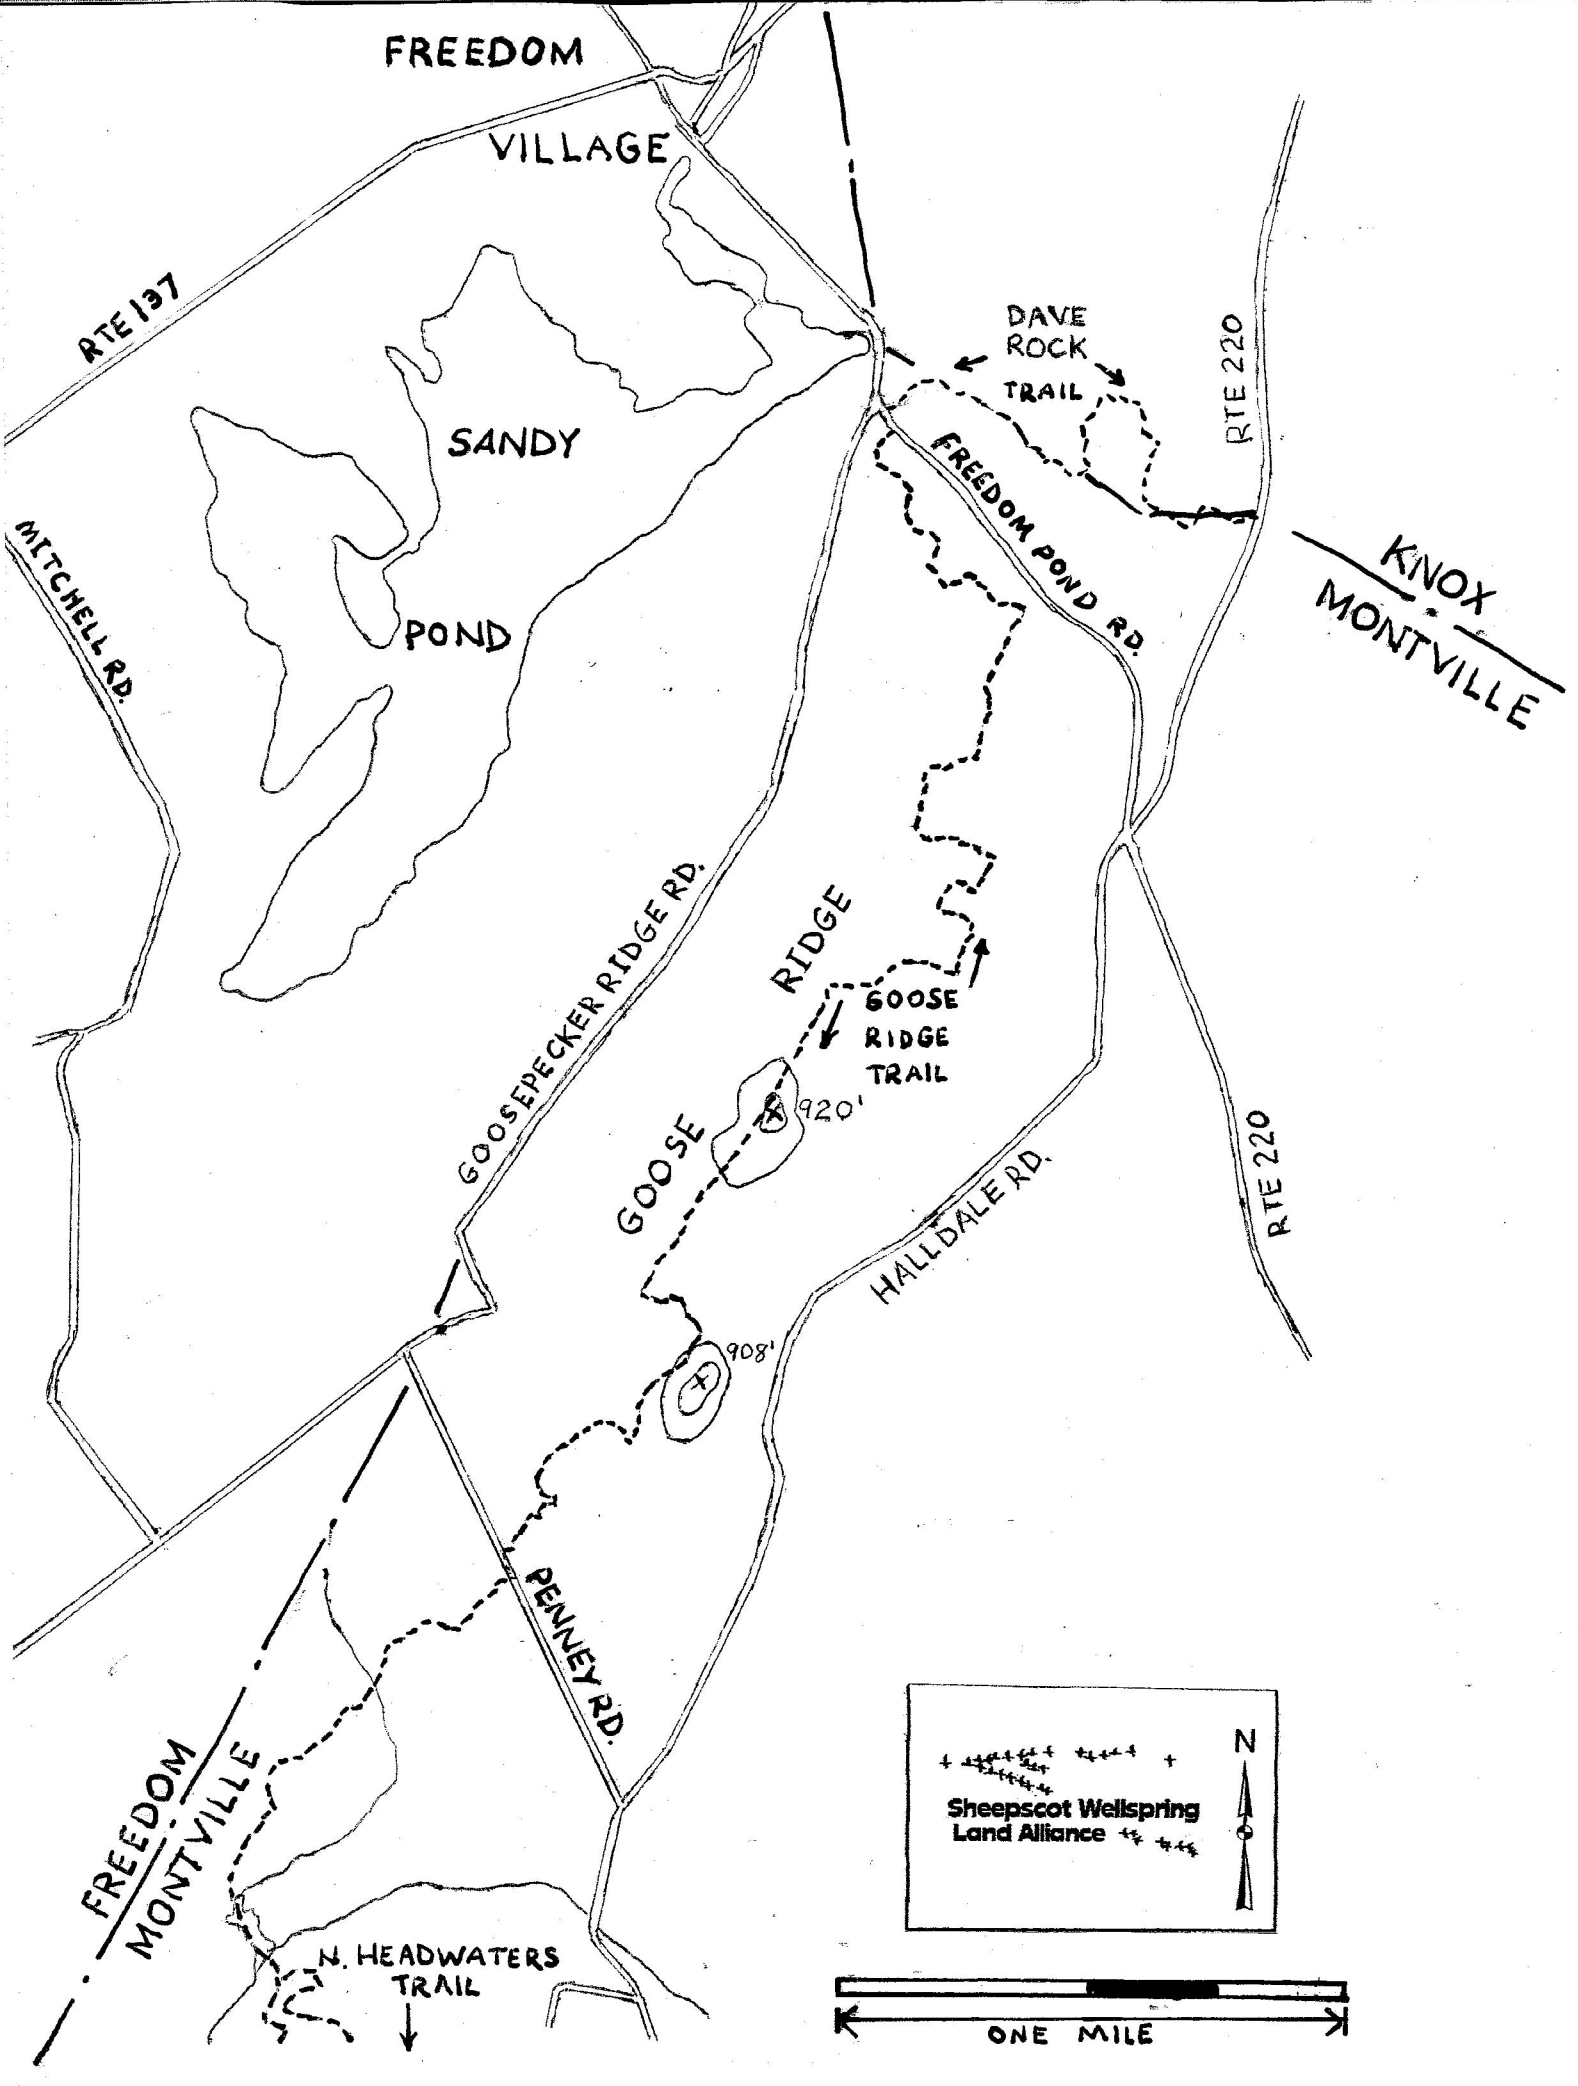 FREEDOM
VILLAGE
RTE 137
DAVE
ROCK
TRAIL
RTE 220
SANDY
POND
FREEDOM POND RD.
MITCHELL RD.
KNOX
MONTVILLE
GOOSEPECKER RIDGE RD.
GOOSE RIDGE
GOOSE
RIDGE
TRAIL
920'
HALLDALE RD.
RTE 220
908'
PENNEY RD.
FREEDOM
MONTVILLE
N. HEADWATERS
TRAIL
N
Sheepscot Wellspring
Land Alliance
ONE MILE